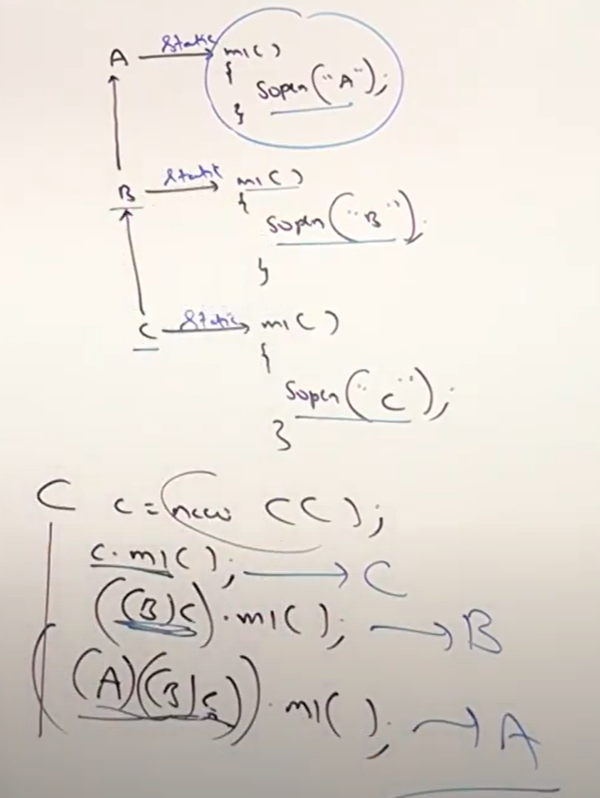 A static m1()
{
Sopln("A");
}
B static m1()
{
Sopln("B");
}
C static m1()
{
Sopln("C");
}
C c = new C();
c.m1(); → C
((B)c).m1(); → B
((A)((B)c)).m1(); → A